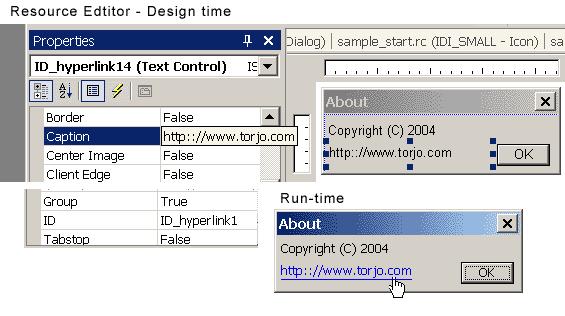 Resource Edtitor - Design time
Properties
Dialog) | sample_start.rc (IDI_SMALL - Icon) | sa
ID_hyperlink14 (Text Control) IS
Border False
Caption http:://www.torjo.com
Center Image False
Client Edge False
Group True
ID ID_hyperlink1
Tabstop False
About
Copyright (C) 2004
http:://www.torjo.com
OK
Run-time
About
Copyright (C) 2004
http:://www.torjo.com
OK